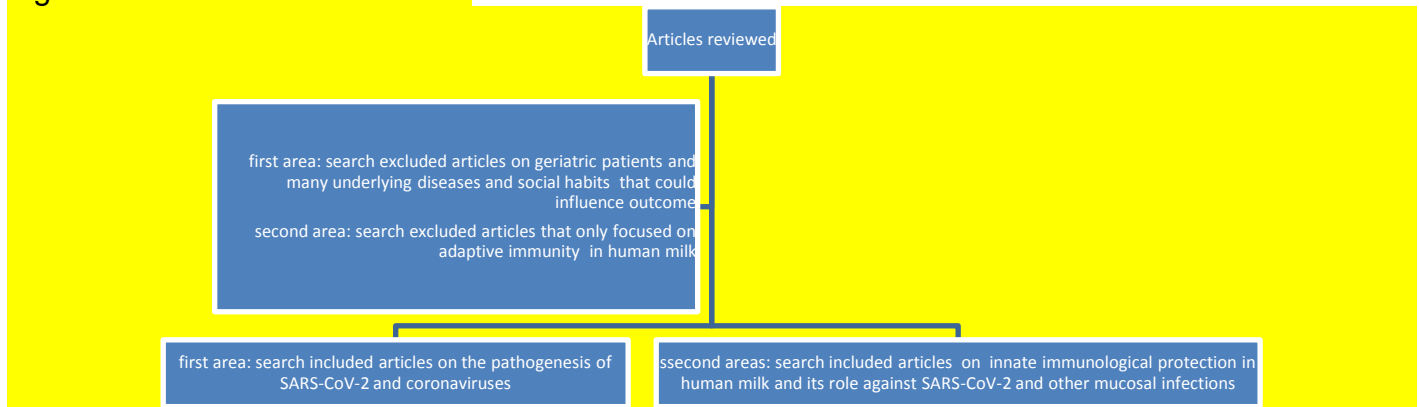 Articles reviewed
first area: search excluded articles on geriatric patients and
many underlying diseases and social habits that could
influence outcome
second area: search excluded articles that only focused on
adaptive immunity in human milk
first area: search included articles on the pathogenesis of
SARS-CoV-2 and coronaviruses
ssecond areas: search included articles on innate immunological protection in
human milk and its role against SARS-CoV-2 and other mucosal infections